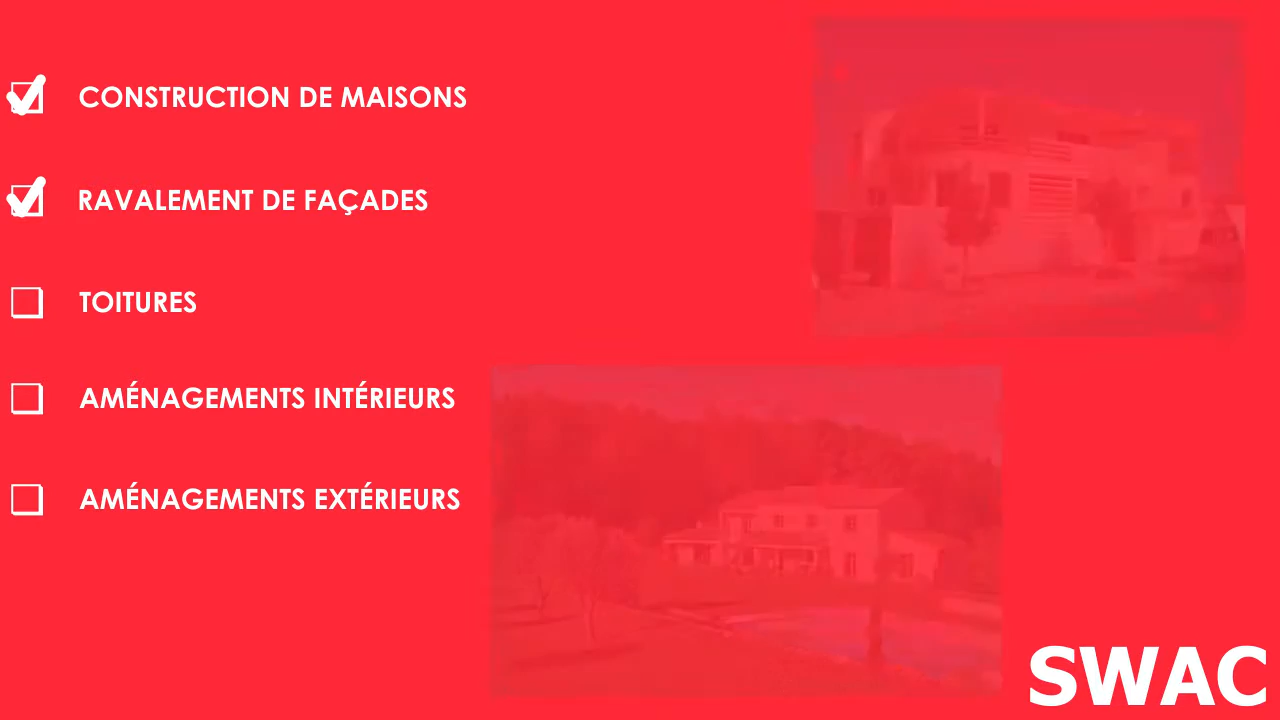 CONSTRUCTION DE MAISONS
RAVALEMENT DE FAÇADES
TOITURES
AMÉNAGEMENTS INTÉRIEURS
AMÉNAGEMENTS EXTÉRIEURS
SWAC